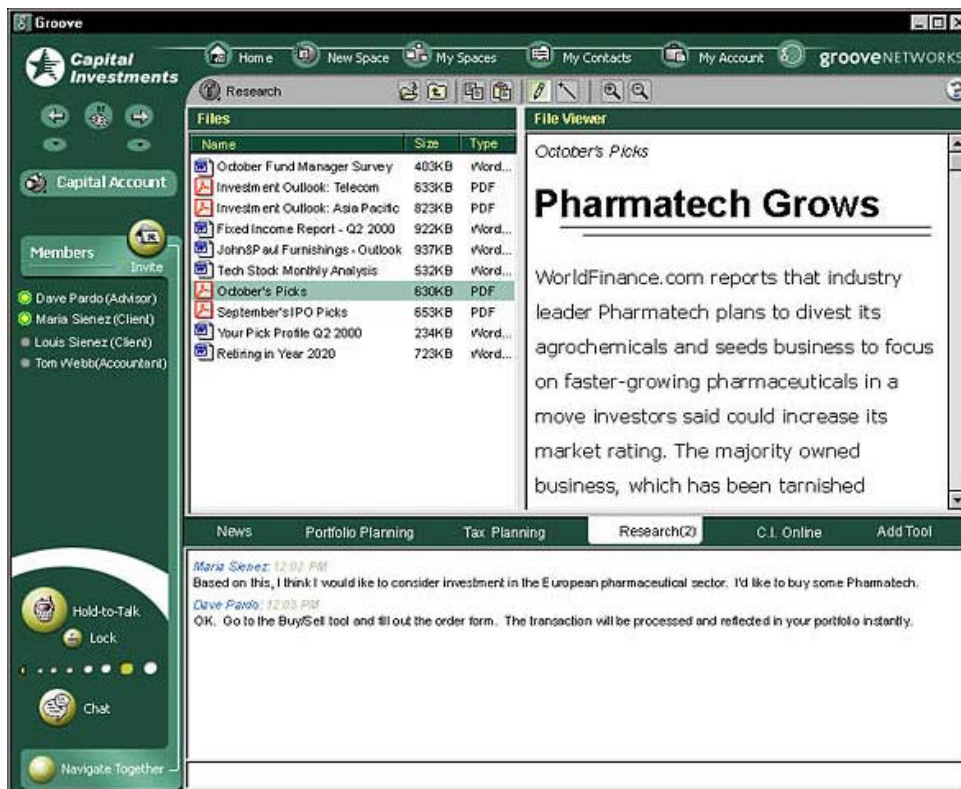 Groove
Capital
Investments
Home
New Space
My Spaces
My Contacts
My Account
grooveNETWORKS
Research
Capital Account
Members
Invite
Dave Pardo (Advisor)
Maria Sienez (Client)
Louis Sienez (Client)
Tom Webb(Accountant)
Files
Name Size Type
October Fund Manager Survey 403KB Word...
Investment Outlook: Telecom 633KB PDF
Investment Outlook: Asia Pacific 823KB PDF
Fixed Income Report - Q2 2000 922KB Word...
John&Paul Furnishings - Outlook 937KB Word...
Tech Stock Monthly Analysis 532KB Word...
October's Picks 630KB PDF
September's IPO Picks 653KB PDF
Your Pick Profile Q2 2000 234KB Word...
Retiring in Year 2020 723KB Word...
File Viewer
October's Picks
Pharmatech Grows
WorldFinance.com reports that industry
leader Pharmatech plans to divest its
agrochemicals and seeds business to focus
on faster-growing pharmaceuticals in a
move investors said could increase its
market rating. The majority owned
business, which has been tarnished
News
Portfolio Planning
Tax Planning
Research(2)
C.I. Online
Add Tool
Maria Sienez: 12:02 PM
Based on this, I think I would like to consider investment in the European pharmaceutical sector. I'd like to buy some Pharmatech.
Dave Pardo: 12:03 PM
OK. Go to the Buy/Sell tool and fill out the order form. The transaction will be processed and reflected in your portfolio instantly.
Hold-to-Talk
Lock
Chat
Navigate Together